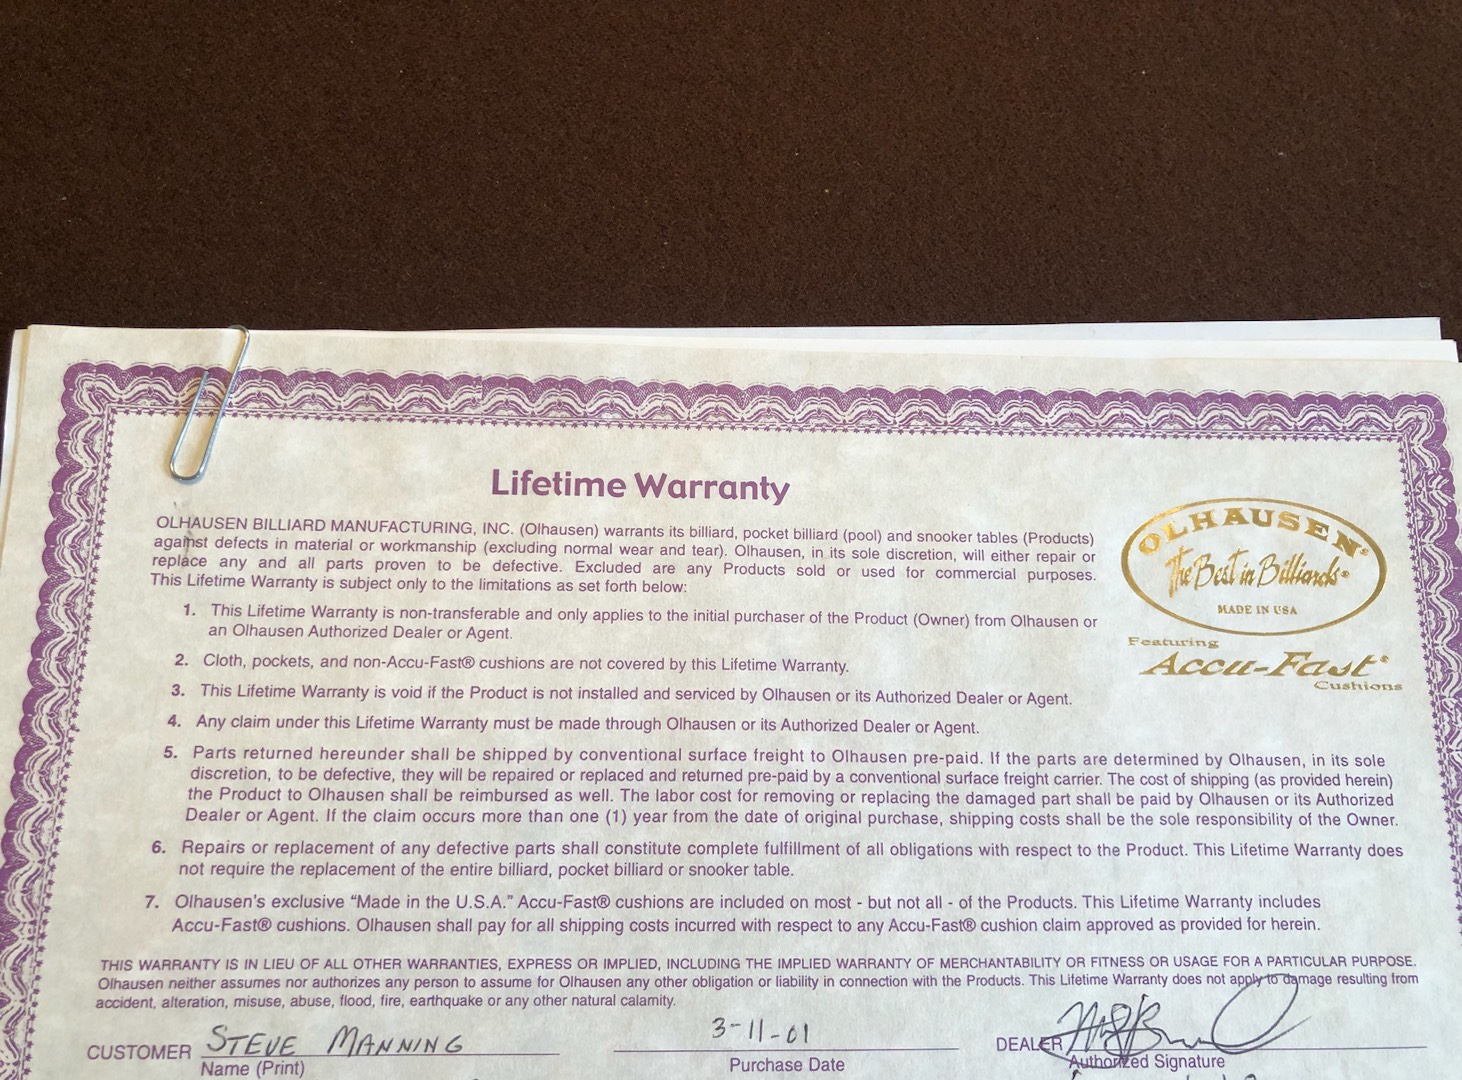 Lifetime Warranty
OLHAUSEN BILLIARD MANUFACTURING, INC. (Olhausen) warrants its billiard, pocket billiard (pool) and snooker tables (Products)
against defects in material or workmanship (excluding normal wear and tear). Olhausen, in its sole discretion, will either repair or
replace any and all parts proven to be defective. Excluded are any Products sold or used for commercial purposes.
This Lifetime Warranty is subject only to the limitations as set forth below:
OLHAUSEN®
The Best in Billiards®
MADE IN USA
Featuring
Accu-Fast®
Cushions
1. This Lifetime Warranty is non-transferable and only applies to the initial purchaser of the Product (Owner) from Olhausen or
an Olhausen Authorized Dealer or Agent.
2. Cloth, pockets, and non-Accu-Fast® cushions are not covered by this Lifetime Warranty.
3. This Lifetime Warranty is void if the Product is not installed and serviced by Olhausen or its Authorized Dealer or Agent.
4. Any claim under this Lifetime Warranty must be made through Olhausen or its Authorized Dealer or Agent.
5. Parts returned hereunder shall be shipped by conventional surface freight to Olhausen pre-paid. If the parts are determined by Olhausen, in its sole
discretion, to be defective, they will be repaired or replaced and returned pre-paid by a conventional surface freight carrier. The cost of shipping (as provided herein)
the Product to Olhausen shall be reimbursed as well. The labor cost for removing or replacing the damaged part shall be paid by Olhausen or its Authorized
Dealer or Agent. If the claim occurs more than one (1) year from the date of original purchase, shipping costs shall be the sole responsibility of the Owner.
6. Repairs or replacement of any defective parts shall constitute complete fulfillment of all obligations with respect to the Product. This Lifetime Warranty does
not require the replacement of the entire billiard, pocket billiard or snooker table.
7. Olhausen's exclusive “Made in the U.S.A.” Accu-Fast® cushions are included on most - but not all - of the Products. This Lifetime Warranty includes
Accu-Fast® cushions. Olhausen shall pay for all shipping costs incurred with respect to any Accu-Fast® cushion claim approved as provided for herein.
THIS WARRANTY IS IN LIEU OF ALL OTHER WARRANTIES, EXPRESS OR IMPLIED, INCLUDING THE IMPLIED WARRANTY OF MERCHANTABILITY OR FITNESS OR USAGE FOR A PARTICULAR PURPOSE.
Olhausen neither assumes nor authorizes any person to assume for Olhausen any other obligation or liability in connection with the Products. This Lifetime Warranty does not apply to damage resulting from
accident, alteration, misuse, abuse, flood, fire, earthquake or any other natural calamity.
CUSTOMER STEVE MANNING 3-11-01 DEALER
Name (Print) Purchase Date Authorized Signature